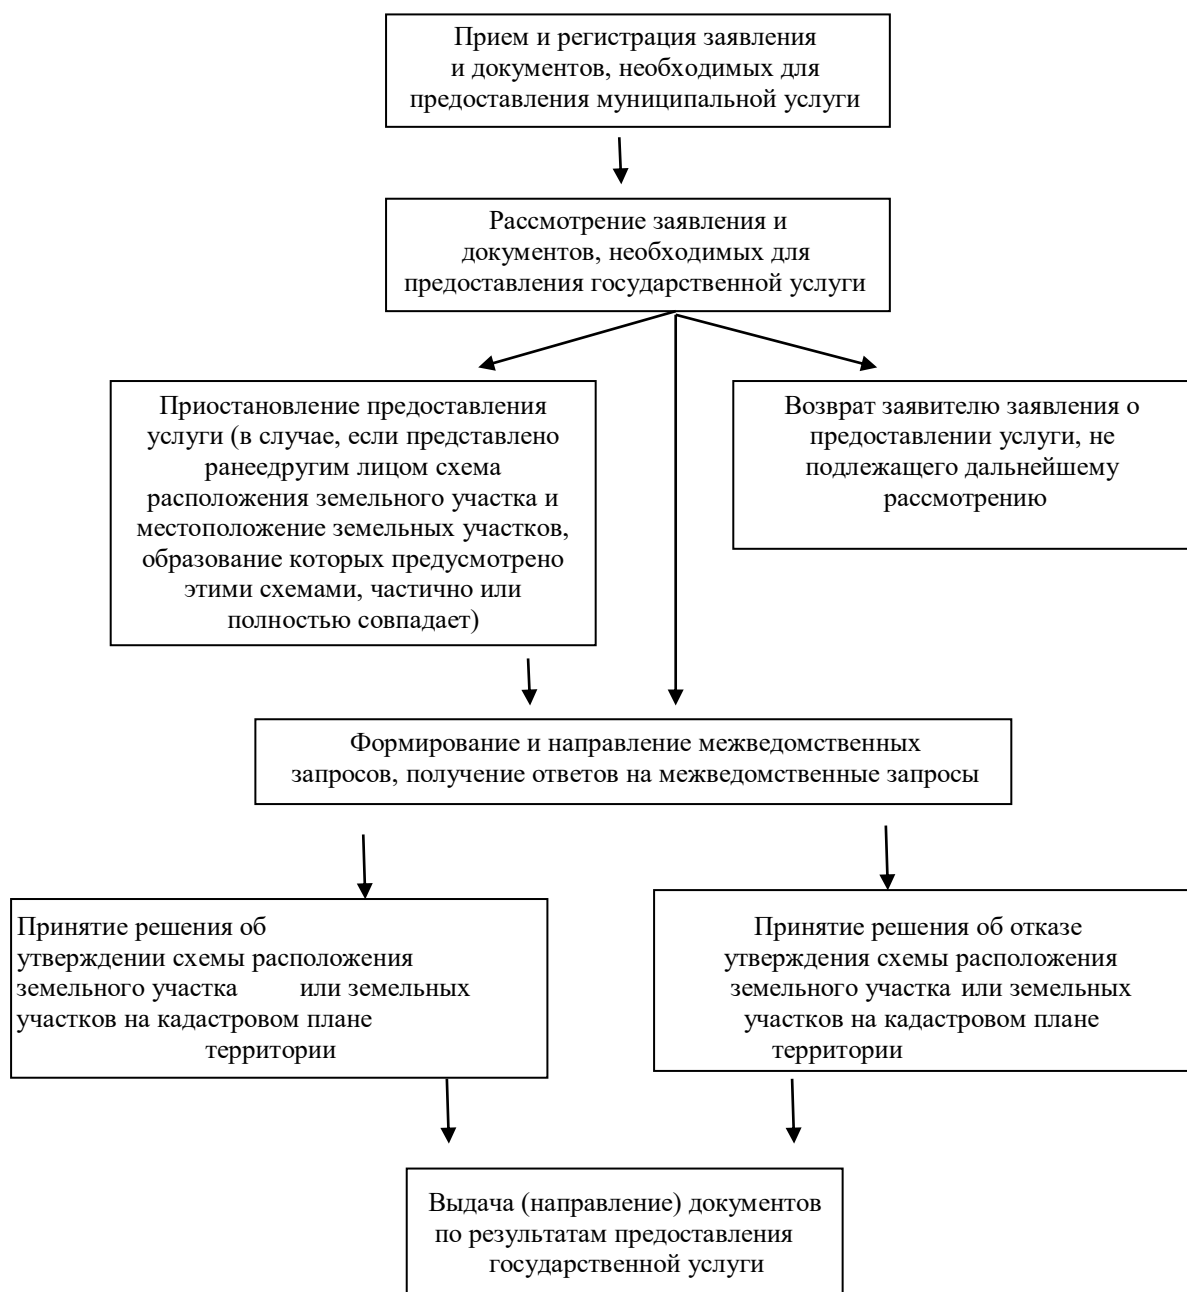 Прием и регистрация заявления
и документов, необходимых для
предоставления муниципальной услуги
Рассмотрение заявления и
документов, необходимых для
предоставления государственной услуги
Приостановление предоставления
услуги (в случае, если представлено
ранеедругим лицом схема
расположения земельного участка и
местоположение земельных участков,
образование которых предусмотрено
этими схемами, частично или
полностью совпадает)
Возврат заявителю заявления о
предоставлении услуги, не
подлежащего дальнейшему
рассмотрению
Формирование и направление межведомственных
запросов, получение ответов на межведомственные запросы
Принятие решения об
утверждении схемы расположения
земельного участка или земельных
участков на кадастровом плане
территории
Принятие решения об отказе
утверждения схемы расположения
земельного участка или земельных
участков на кадастровом плане
территории
Выдача (направление) документов
по результатам предоставления
государственной услуги